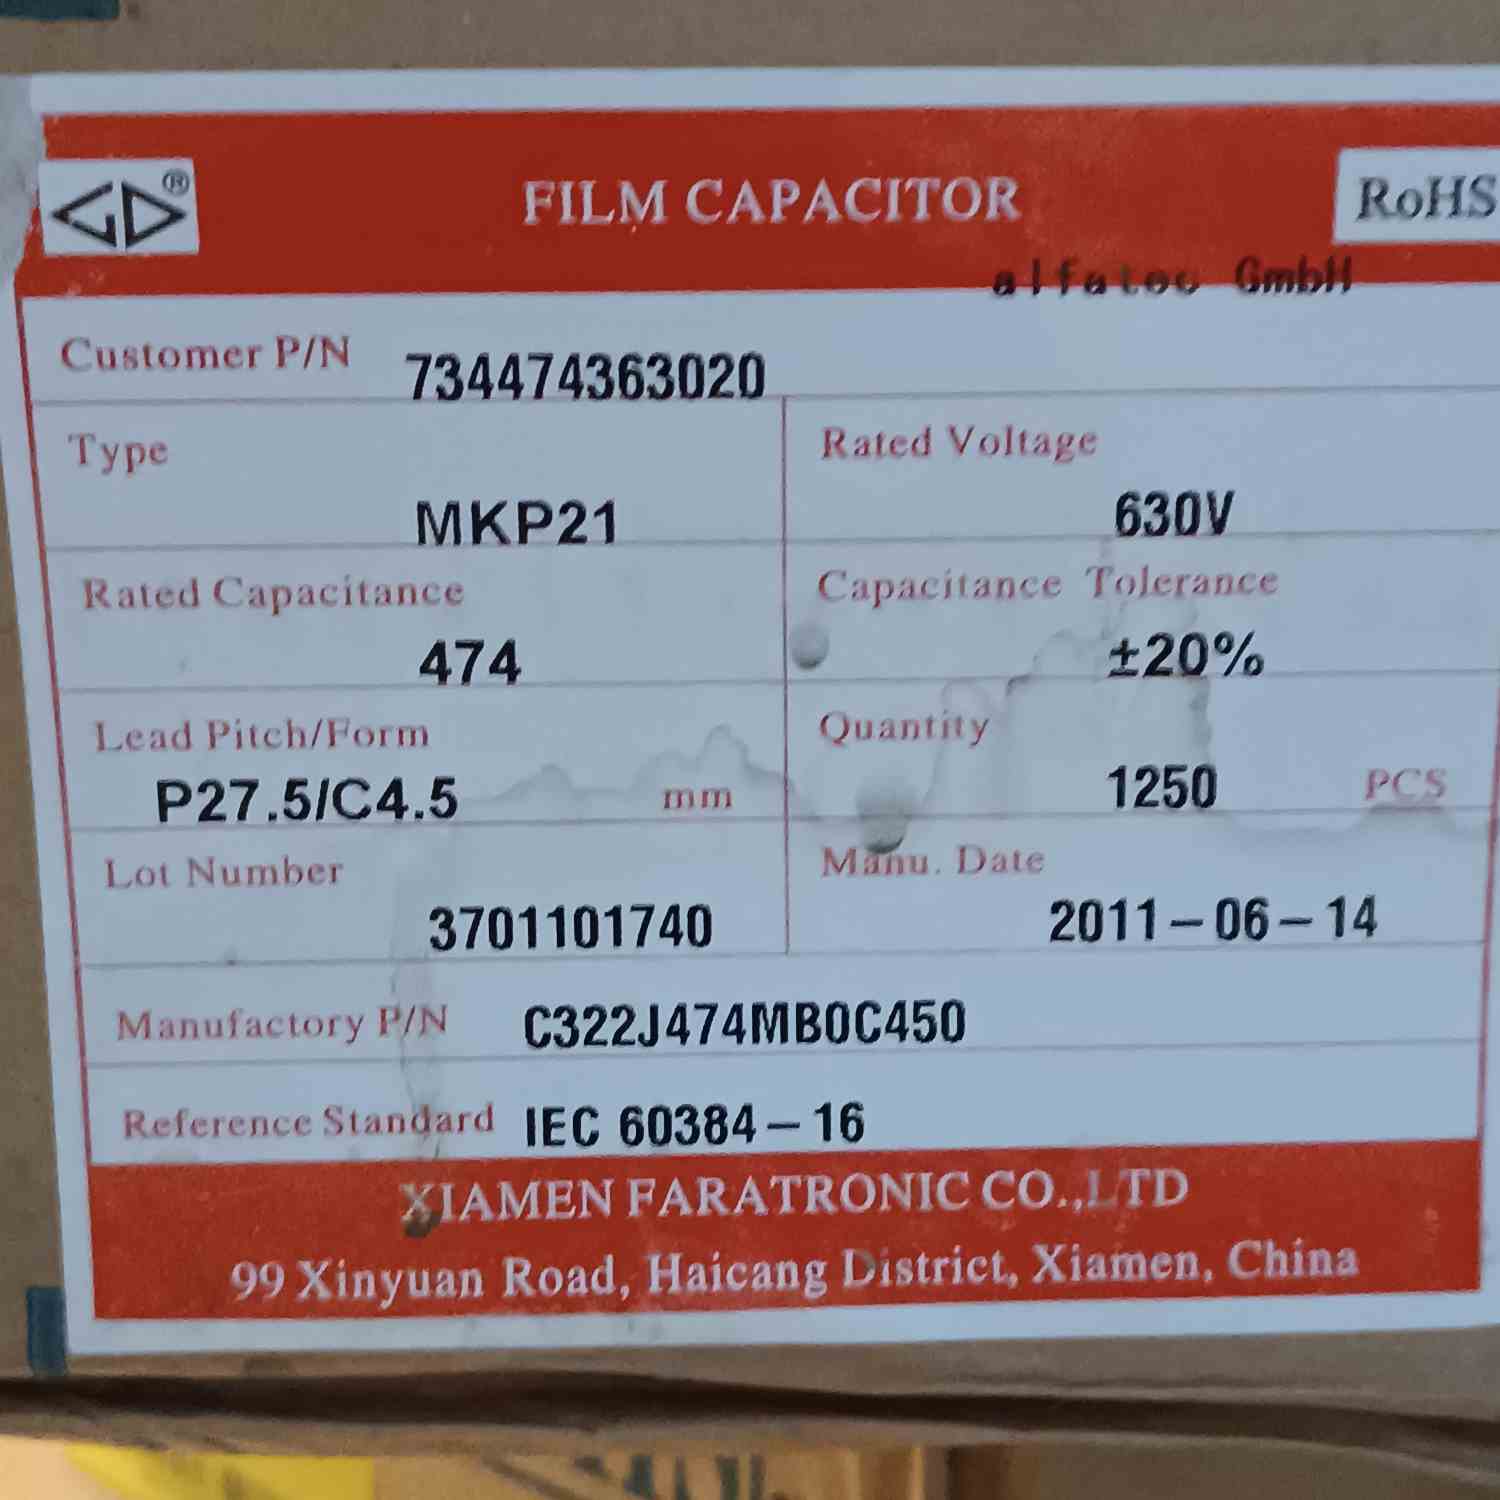 ®
FILM CAPACITOR
RoHS
alfatec GmbH
Customer P/N 734474363020
Type
MKP21
Rated Voltage
630V
Rated Capacitance
474
Capacitance Tolerance
±20%
Lead Pitch/Form
P27.5/C4.5 mm
Quantity
1250 PCS
Lot Number
3701101740
Manu. Date
2011-06-14
Manufactory P/N C322J474MB0C450
Reference Standard IEC 60384-16
XIAMEN FARATRONIC CO.,LTD
99 Xinyuan Road, Haicang District, Xiamen, China